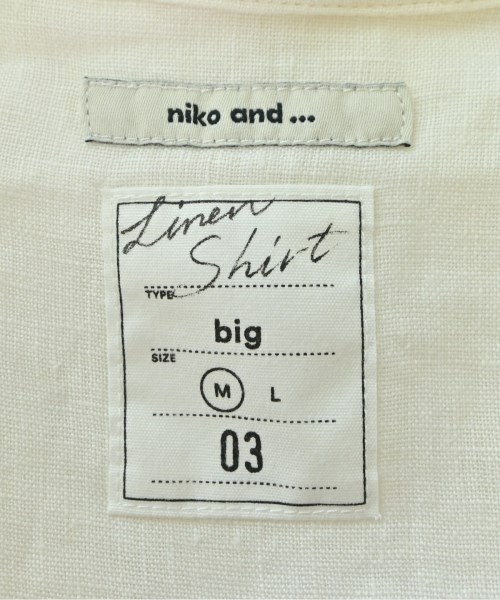 niko and ...
Linen
Shirt
TYPE
big
SIZE
M L
03